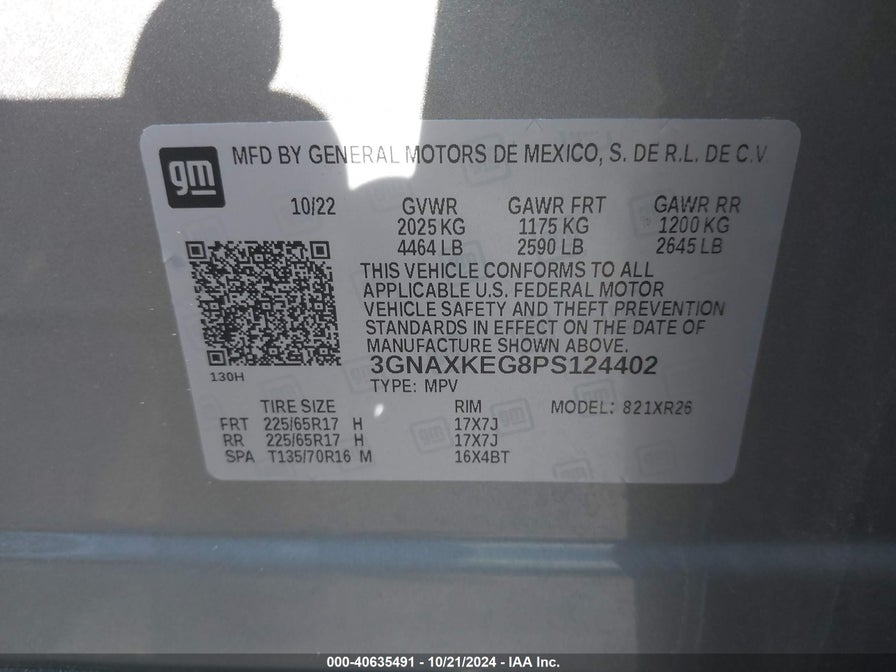 gm
MFD BY GENERAL MOTORS DE MEXICO, S. DE R.L. DE C.V
10/22 GVWR GAWR FRT GAWR RR
2025 KG 1175 KG 1200 KG
4464 LB 2590 LB 2645 LB
THIS VEHICLE CONFORMS TO ALL
APPLICABLE U.S. FEDERAL MOTOR
VEHICLE SAFETY AND THEFT PREVENTION
STANDARDS IN EFFECT ON THE DATE OF
MANUFACTURE SHOWN ABOVE.
130H
3GNAXKEG8PS124402
TYPE: MPV
TIRE SIZE RIM MODEL: 821XR26
FRT 225/65R17 H 17X7J
RR 225/65R17 H 17X7J
SPA T135/70R16 M 16X4BT
000-40635491 - 10/21/2024 - IAA Inc.